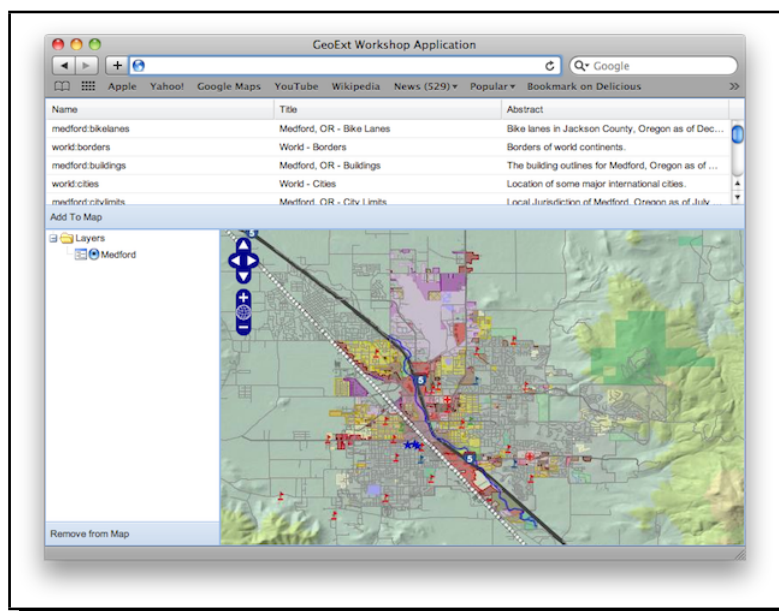 GeoExt Workshop Application
Google
Apple Yahoo! Google Maps YouTube Wikipedia News (529) Popular Bookmark on Delicious
Name Title Abstract
medford:bikelanes Medford, OR - Bike Lanes Bike lanes in Jackson County, Oregon as of Dec...
world:borders World - Borders Borders of world continents.
medford:buildings Medford, OR - Buildings The building outlines for Medford, Oregon as of ...
world:cities World - Cities Location of some major international cities.
medford:citylimits Medford, OR - City Limits Local Jurisdiction of Medford, Oregon as of July ...
Add To Map
Layers
Medford
5
5
5
Remove from Map